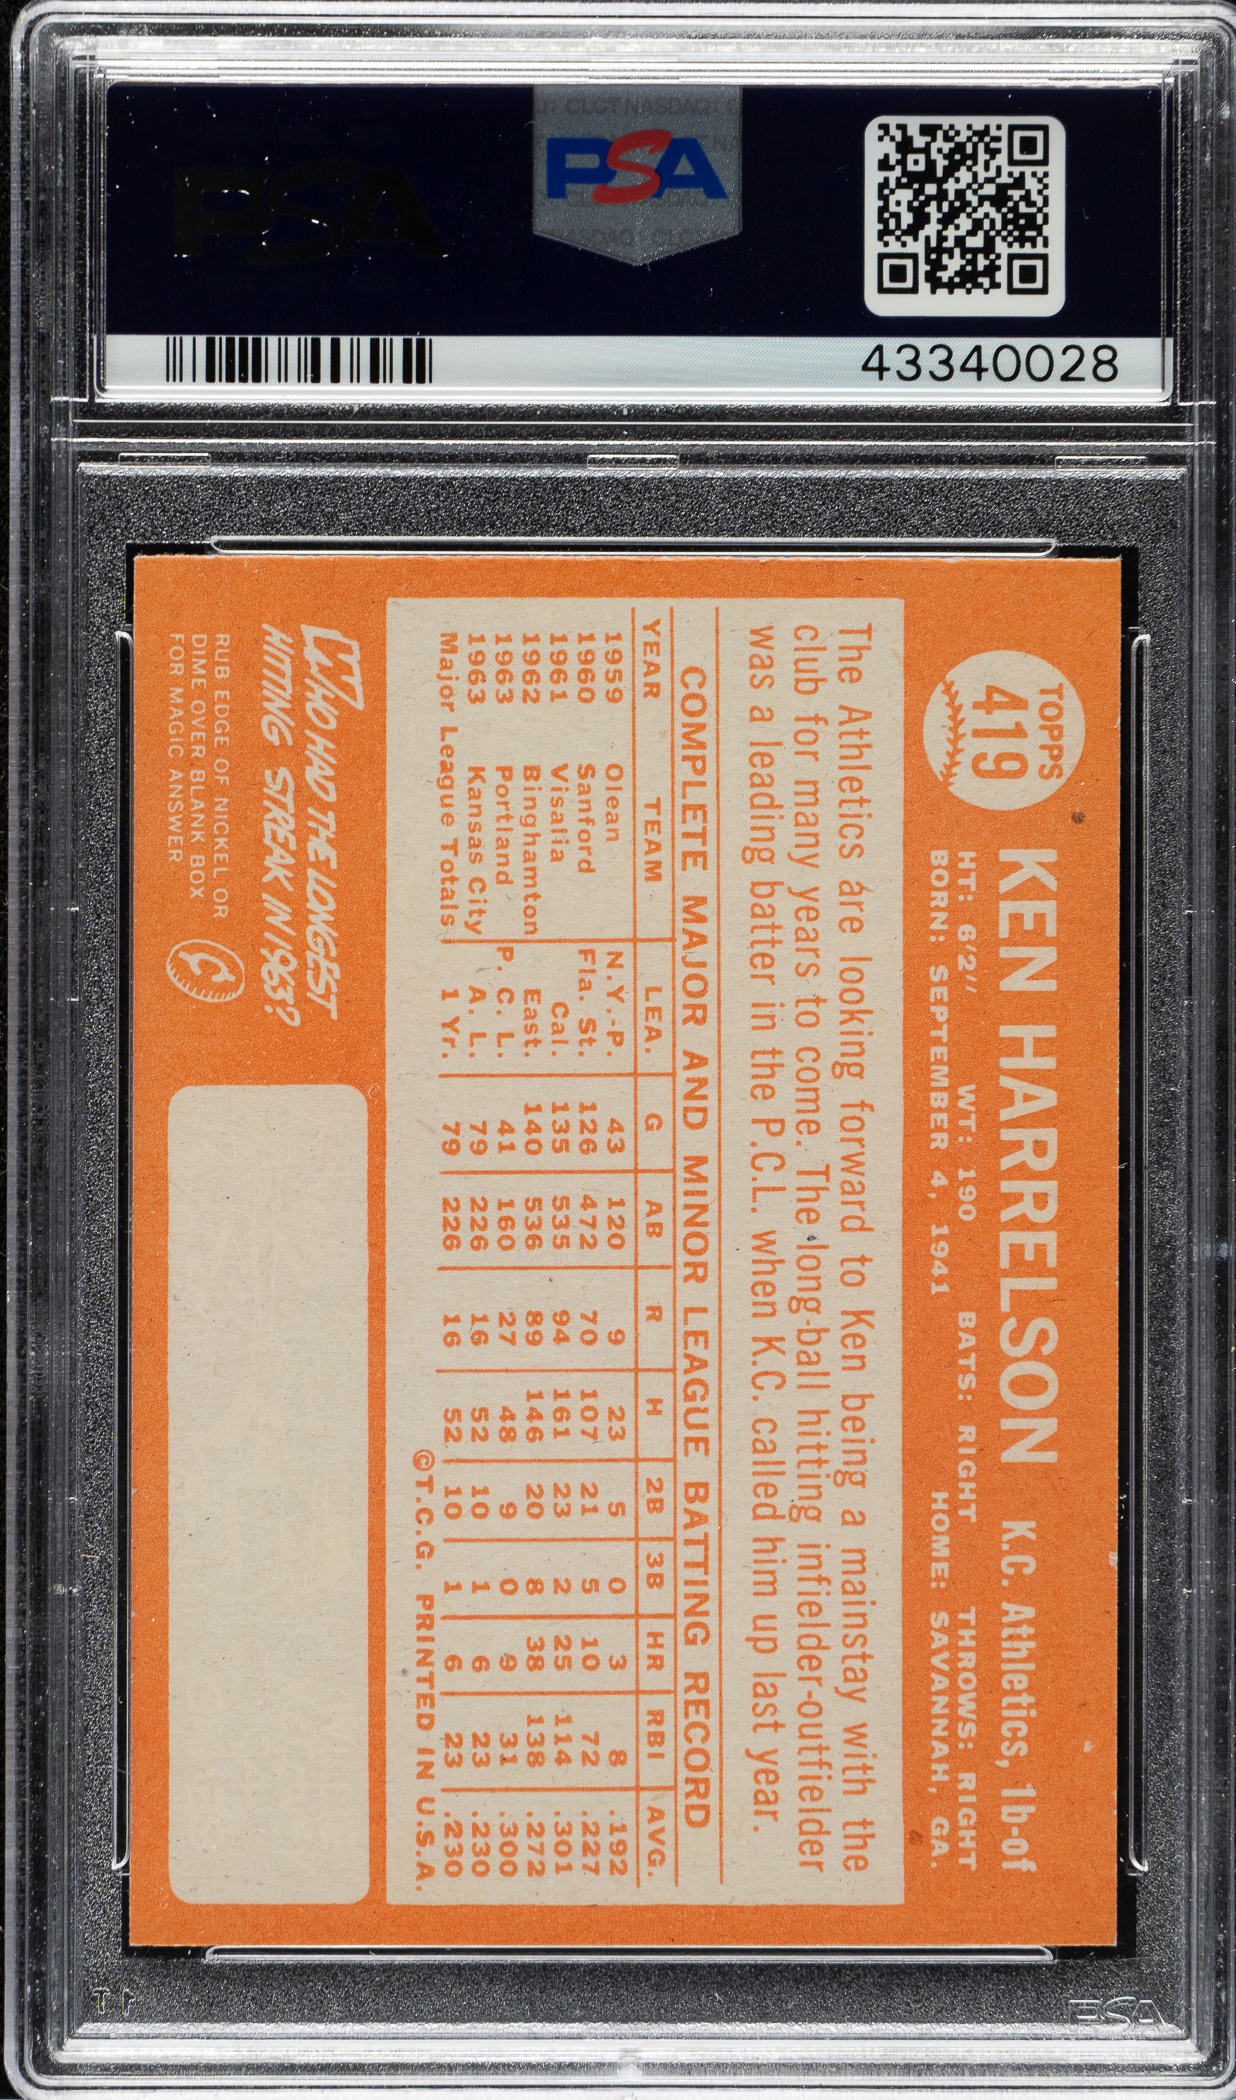 PSA
CLCT NASDAQ
PSA
43340028
TOPPS
419
KEN HARRELSON K.C. Athletics, 1b-of
HT: 6'2" WT: 190 BATS: RIGHT THROWS: RIGHT
BORN: SEPTEMBER 4, 1941 HOME: SAVANNAH, GA.
The Athletics are looking forward to Ken being a mainstay with the
club for many years to come. The long-ball hitting infielder-outfielder
was a leading batter in the P.C.L. when K.C. called him up last year.
COMPLETE MAJOR AND MINOR LEAGUE BATTING RECORD
YEAR TEAM LEA. G AB R H 2B 3B HR RBI AVG.
1959 Olean N.Y.-P. 43 120 9 23 5 0 3 8 .192
1960 Sanford Fla. St. 126 472 70 107 21 5 10 72 .227
1961 Visalia Cal. 135 535 94 161 23 2 25 114 .301
1962 Binghamton East. 140 536 89 146 20 8 38 138 .272
1963 Portland P. C. L. 41 160 27 48 9 0 9 31 .300
1963 Kansas City A. L. 79 226 16 52 10 1 6 23 .230
Major League Totals 1 Yr. 79 226 16 52 10 1 6 23 .230
©T.C.G. PRINTED IN U.S.A.
WHO HAD THE LONGEST
HITTING STREAK IN 1963?
RUB EDGE OF NICKEL OR
DIME OVER BLANK BOX
FOR MAGIC ANSWER
PSA